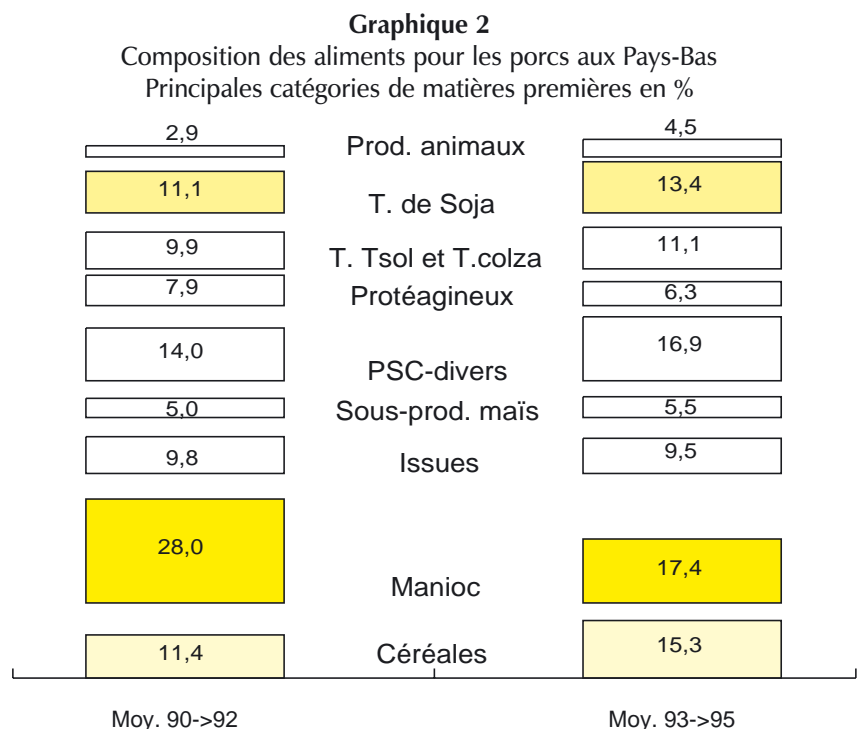 Graphique 2
Composition des aliments pour les porcs aux Pays-Bas
Principales catégories de matières premières en %
2,9 Prod. animaux 4,5
11,1 T. de Soja 13,4
9,9 T. Tsol et T.colza 11,1
7,9 Protéagineux 6,3
14,0 PSC-divers 16,9
5,0 Sous-prod. maïs 5,5
9,8 Issues 9,5
28,0 Manioc 17,4
11,4 Céréales 15,3
Moy. 90->92 Moy. 93->95